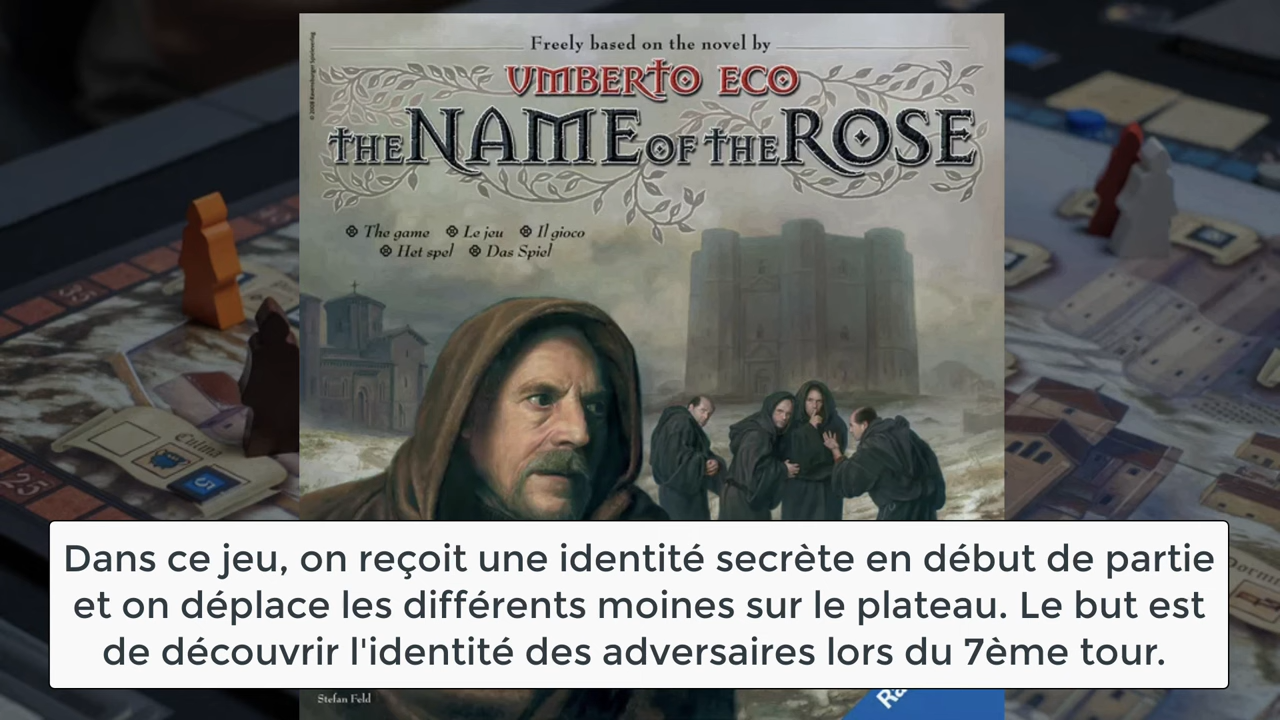 Freely based on the novel by
UMBERTO ECO
THE NAME OF THE ROSE
The game Le jeu Il gioco
Het spel Das Spiel
Culina
25
Dans ce jeu, on reçoit une identité secrète en début de partie
et on déplace les différents moines sur le plateau. Le but est
de découvrir l'identité des adversaires lors du 7ème tour.
Stefan Feld